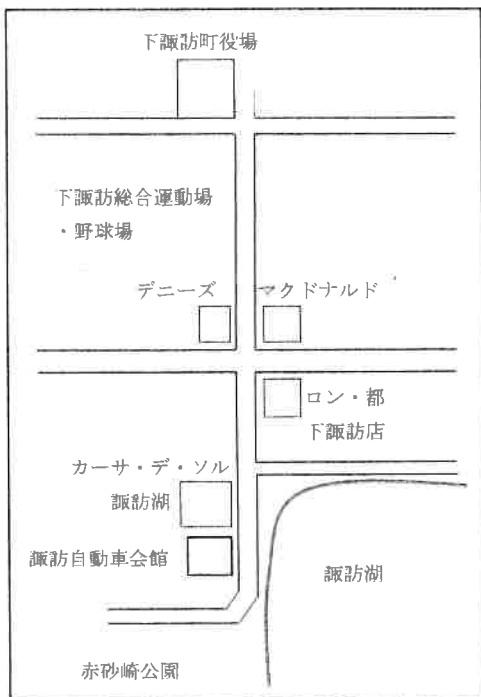 下諏訪町役場
下諏訪総合運動場
・野球場
デニーズ
マクドナルド
ロン・都
下諏訪店
カーサ・デ・ソル
諏訪湖
諏訪自動車会館
諏訪湖
赤砂崎公園